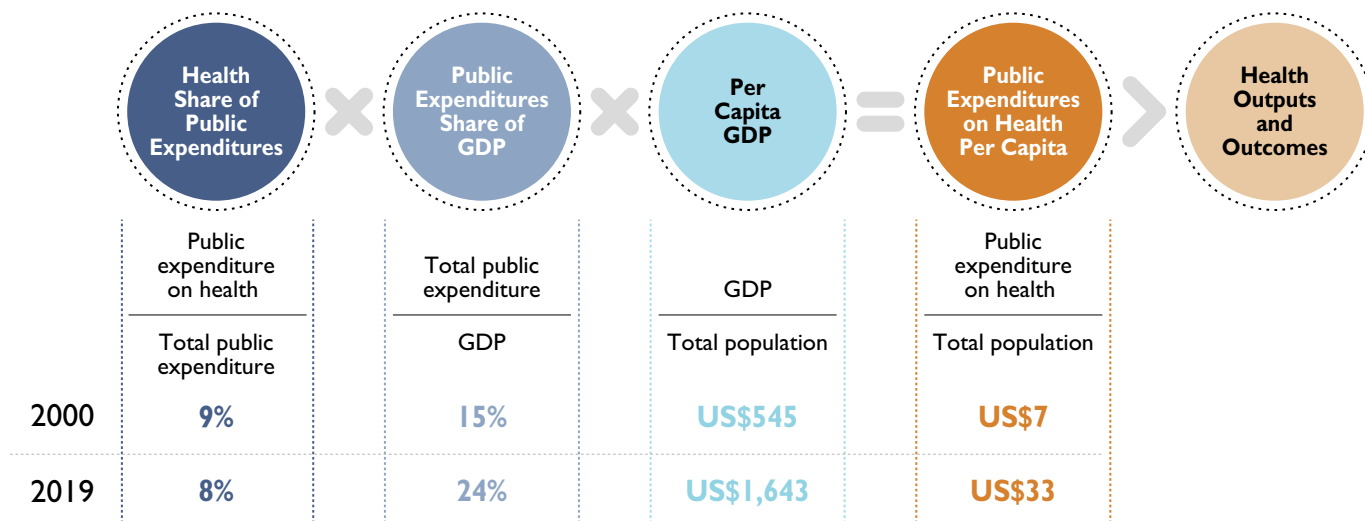 Health
Share of
Public
Expenditures
Public
Expenditures
Share of
GDP
Per
Capita
GDP
Public
Expenditures
on Health
Per Capita
Health
Outputs
and
Outcomes
Public
expenditure
on health
Total public
expenditure
Total public
expenditure
GDP
GDP
Total population
Public
expenditure
on health
Total population
2000 9% 15% US$545 US$7
2019 8% 24% US$1,643 US$33